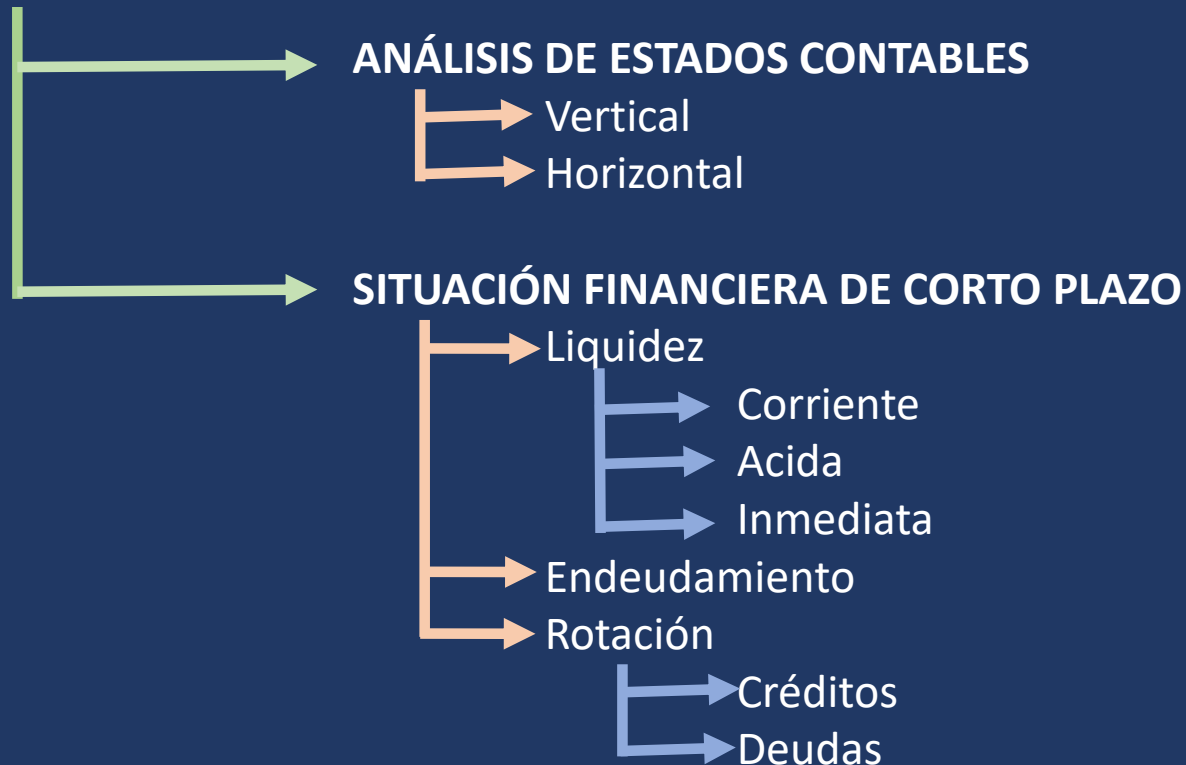 ANÁLISIS DE ESTADOS CONTABLES
Vertical
Horizontal
SITUACIÓN FINANCIERA DE CORTO PLAZO
Liquidez
Corriente
Acida
Inmediata
Endeudamiento
Rotación
Créditos
Deudas